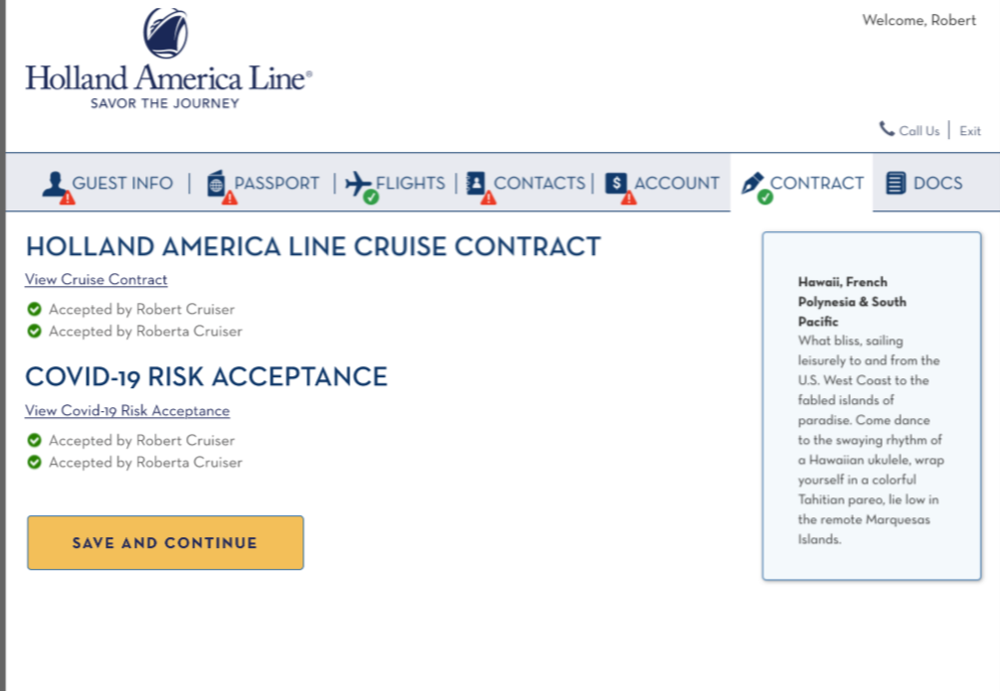 Welcome, Robert
Holland America Line®
SAVOR THE JOURNEY
Call Us | Exit
GUEST INFO | PASSPORT | FLIGHTS | CONTACTS | $ ACCOUNT CONTRACT DOCS
HOLLAND AMERICA LINE CRUISE CONTRACT
View Cruise Contract
Accepted by Robert Cruiser
Accepted by Roberta Cruiser
COVID-19 RISK ACCEPTANCE
View Covid-19 Risk Acceptance
Accepted by Robert Cruiser
Accepted by Roberta Cruiser
SAVE AND CONTINUE
Hawaii, French
Polynesia & South
Pacific
What bliss, sailing
leisurely to and from the
U.S. West Coast to the
fabled islands of
paradise. Come dance
to the swaying rhythm of
a Hawaiian ukulele, wrap
yourself in a colorful
Tahitian pareo, lie low in
the remote Marquesas
Islands.